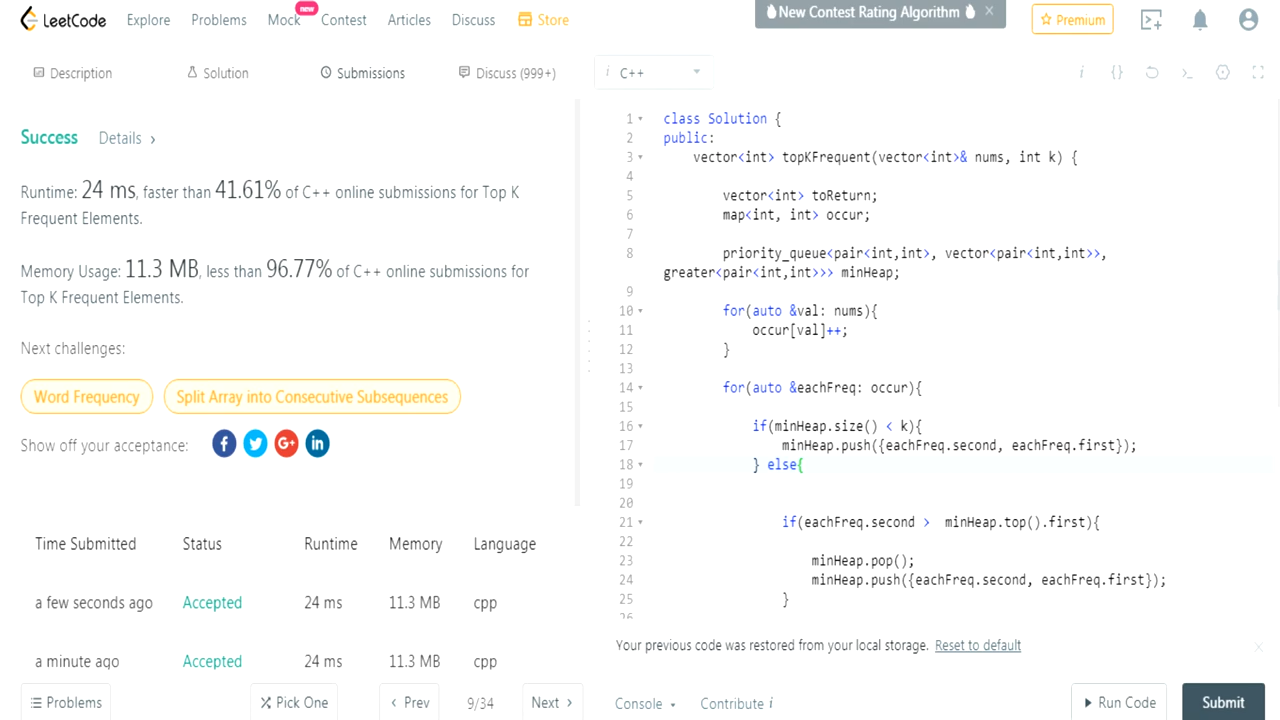 LeetCode Explore Problems Mock new Contest Articles Discuss Store New Contest Rating Algorithm × Premium
Description Solution Submissions Discuss (999+) i C++ i {}
Success Details ›
Runtime: 24 ms, faster than 41.61% of C++ online submissions for Top K
Frequent Elements.
Memory Usage: 11.3 MB, less than 96.77% of C++ online submissions for
Top K Frequent Elements.
Next challenges:
Word Frequency Split Array into Consecutive Subsequences
Show off your acceptance:
Time Submitted Status Runtime Memory Language
a few seconds ago Accepted 24 ms 11.3 MB cpp
a minute ago Accepted 24 ms 11.3 MB cpp
1 class Solution {
2 public:
3 vector<int> topKFrequent(vector<int>& nums, int k) {
4
5 vector<int> toReturn;
6 map<int, int> occur;
7
8 priority_queue<pair<int,int>, vector<pair<int,int>>,
greater<pair<int,int>>> minHeap;
9
10 for(auto &val: nums){
11 occur[val]++;
12 }
13
14 for(auto &eachFreq: occur){
15
16 if(minHeap.size() < k){
17 minHeap.push({eachFreq.second, eachFreq.first});
18 } else{
19
20
21 if(eachFreq.second > minHeap.top().first){
22
23 minHeap.pop();
24 minHeap.push({eachFreq.second, eachFreq.first});
25 }
26
Your previous code was restored from your local storage. Reset to default
Problems Pick One ‹ Prev 9/34 Next › Console Contribute i Run Code Submit